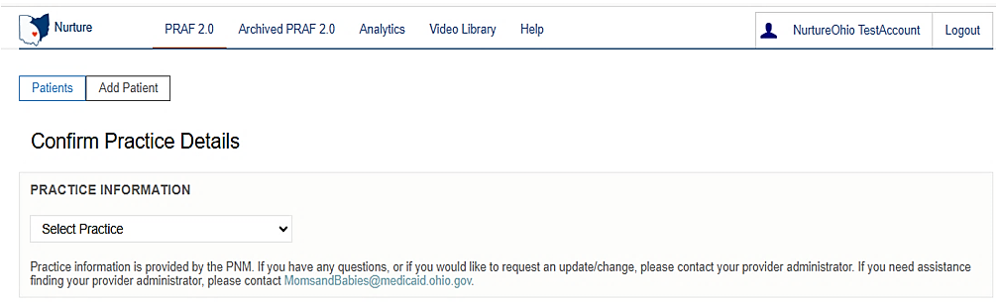 Nurture PRAF 2.0 Archived PRAF 2.0 Analytics Video Library Help NurtureOhio TestAccount Logout
Patients Add Patient
Confirm Practice Details
PRACTICE INFORMATION
Select Practice
Practice information is provided by the PNM. If you have any questions, or if you would like to request an update/change, please contact your provider administrator. If you need assistance
finding your provider administrator, please contact MomsandBabies@medicaid.ohio.gov.